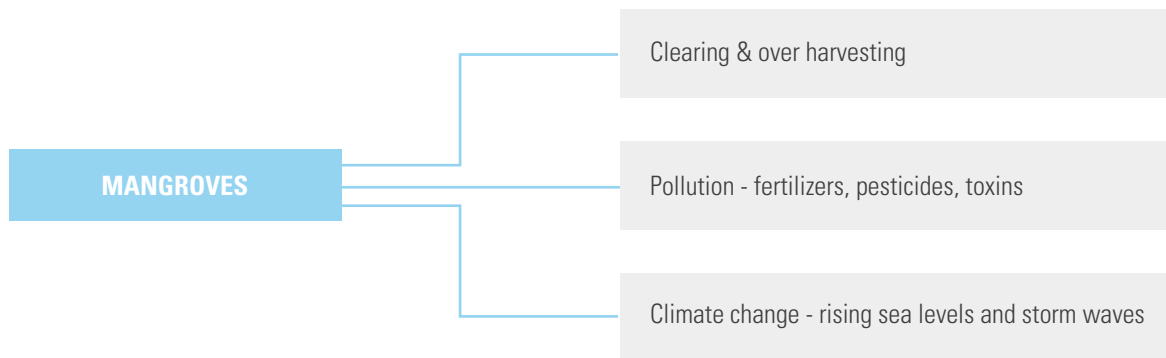 Clearing & over harvesting
MANGROVES
Pollution - fertilizers, pesticides, toxins
Climate change - rising sea levels and storm waves